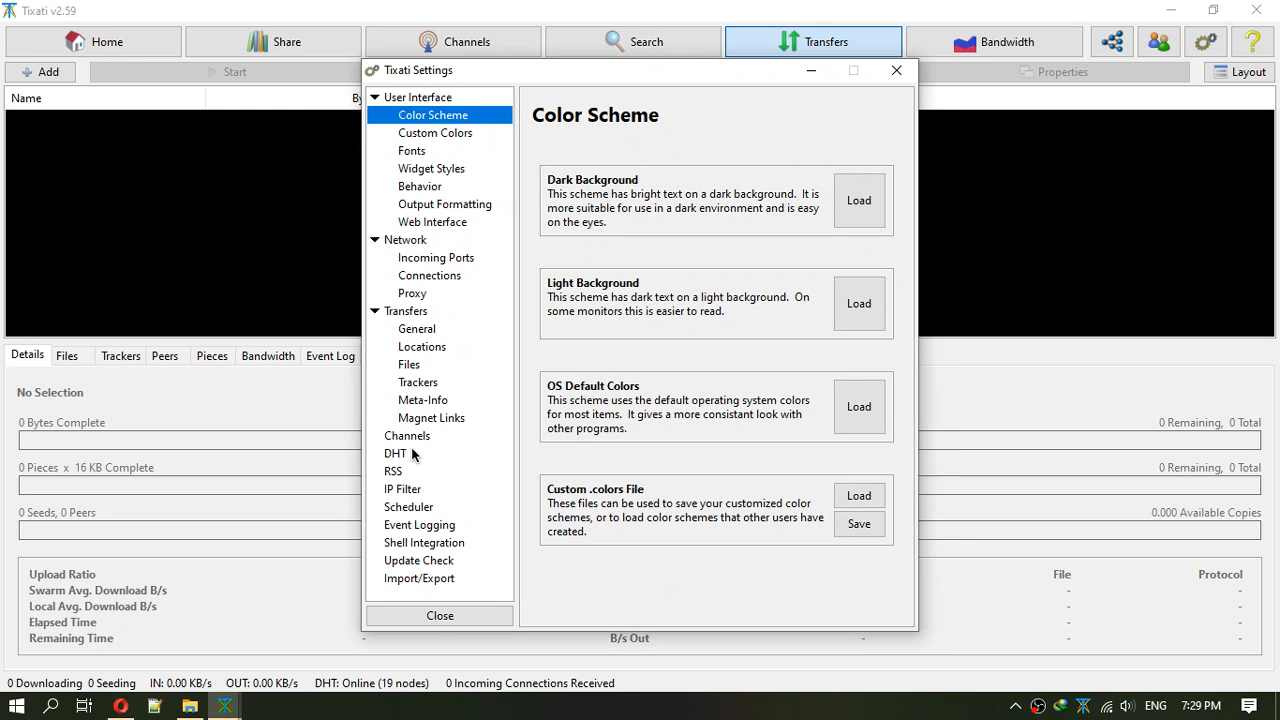 Tixati v2.59
Home
Share
Channels
Search
Transfers
Bandwidth
Add
Start
Properties
Layout
Name
By
Tixati Settings
User Interface
Color Scheme
Custom Colors
Fonts
Widget Styles
Behavior
Output Formatting
Web Interface
Network
Incoming Ports
Connections
Proxy
Transfers
General
Locations
Files
Trackers
Meta-Info
Magnet Links
Channels
DHT
RSS
IP Filter
Scheduler
Event Logging
Shell Integration
Update Check
Import/Export
Close
Color Scheme
Dark Background
This scheme has bright text on a dark background. It is
more suitable for use in a dark environment and is easy
on the eyes.
Load
Light Background
This scheme has dark text on a light background. On
some monitors this is easier to read.
Load
OS Default Colors
This scheme uses the default operating system colors
for most items. It gives a more consistant look with
other programs.
Load
Custom .colors File
These files can be used to save your customized color
schemes, or to load color schemes that other users have
created.
Load
Save
Details Files Trackers Peers Pieces Bandwidth Event Log
No Selection
0 Bytes Complete
0 Remaining, 0 Total
0 Pieces x 16 KB Complete
0 Remaining, 0 Total
0 Seeds, 0 Peers
0.000 Available Copies
Upload Ratio
File Protocol
Swarm Avg. Download B/s
- -
Local Avg. Download B/s
- -
Elapsed Time
- -
Remaining Time - B/s Out - - -
0 Downloading 0 Seeding IN: 0.00 KB/s OUT: 0.00 KB/s DHT: Online (19 nodes) 0 Incoming Connections Received
ENG 7:29 PM